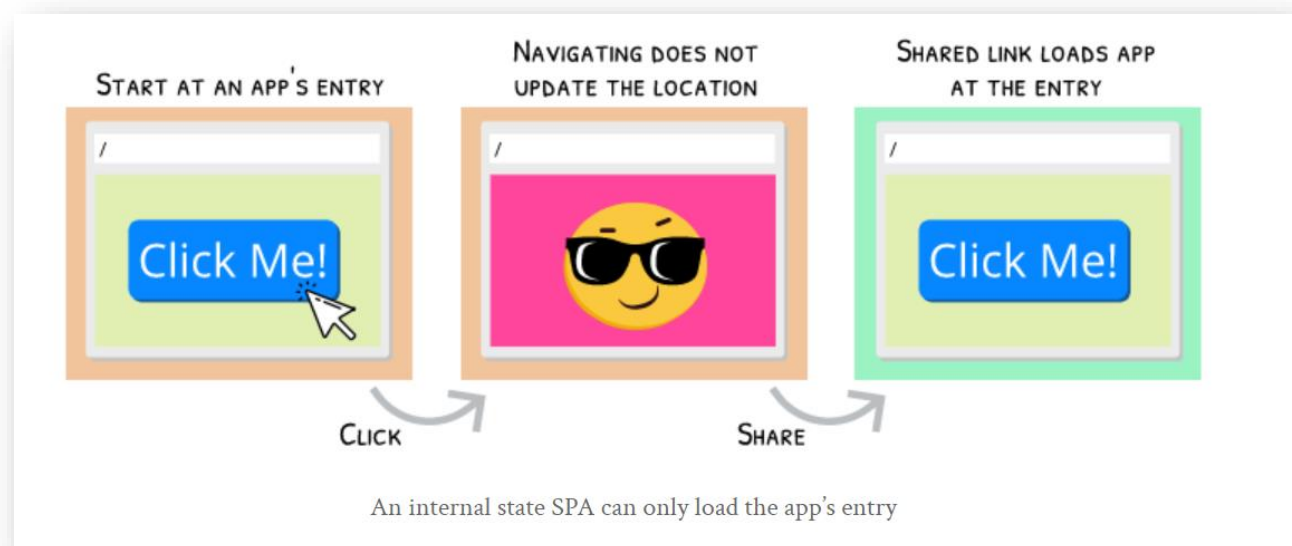 START AT AN APP'S ENTRY
NAVIGATING DOES NOT
UPDATE THE LOCATION
SHARED LINK LOADS APP
AT THE ENTRY
/
/
/
Click Me!
Click Me!
CLICK
SHARE
An internal state SPA can only load the app’s entry